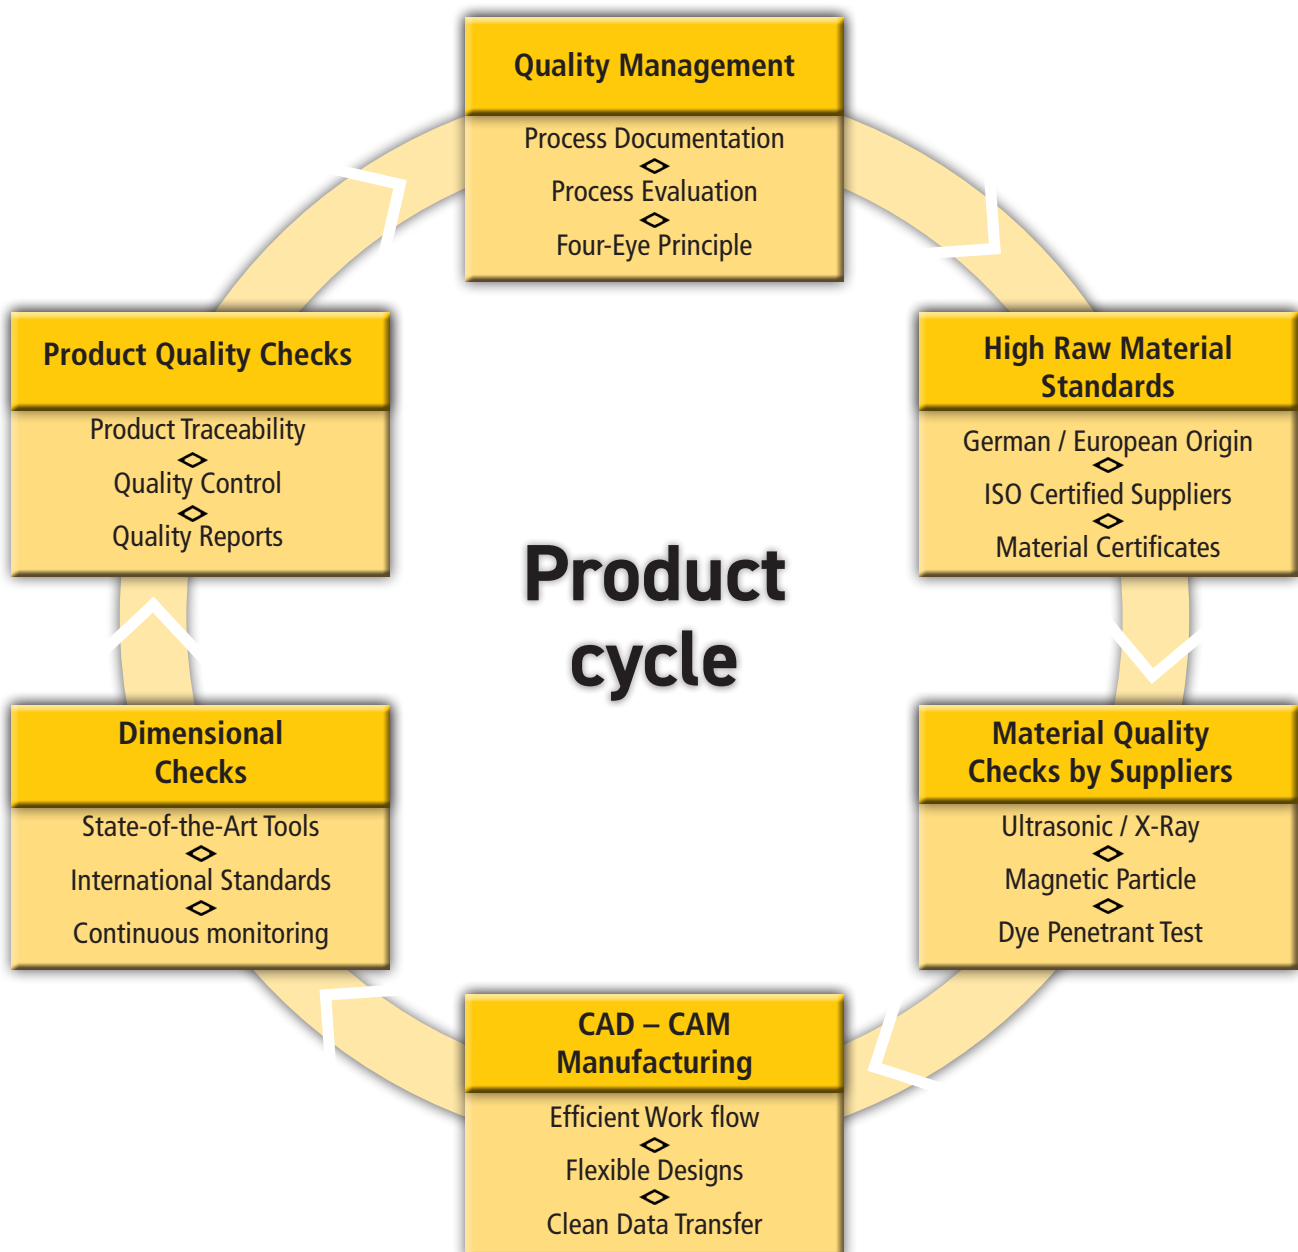 Quality Management
Process Documentation
Process Evaluation
Four-Eye Principle
High Raw Material
Standards
German / European Origin
ISO Certified Suppliers
Material Certificates
Material Quality
Checks by Suppliers
Ultrasonic / X-Ray
Magnetic Particle
Dye Penetrant Test
CAD – CAM
Manufacturing
Efficient Work flow
Flexible Designs
Clean Data Transfer
Dimensional
Checks
State-of-the-Art Tools
International Standards
Continuous monitoring
Product Quality Checks
Product Traceability
Quality Control
Quality Reports
Product
cycle